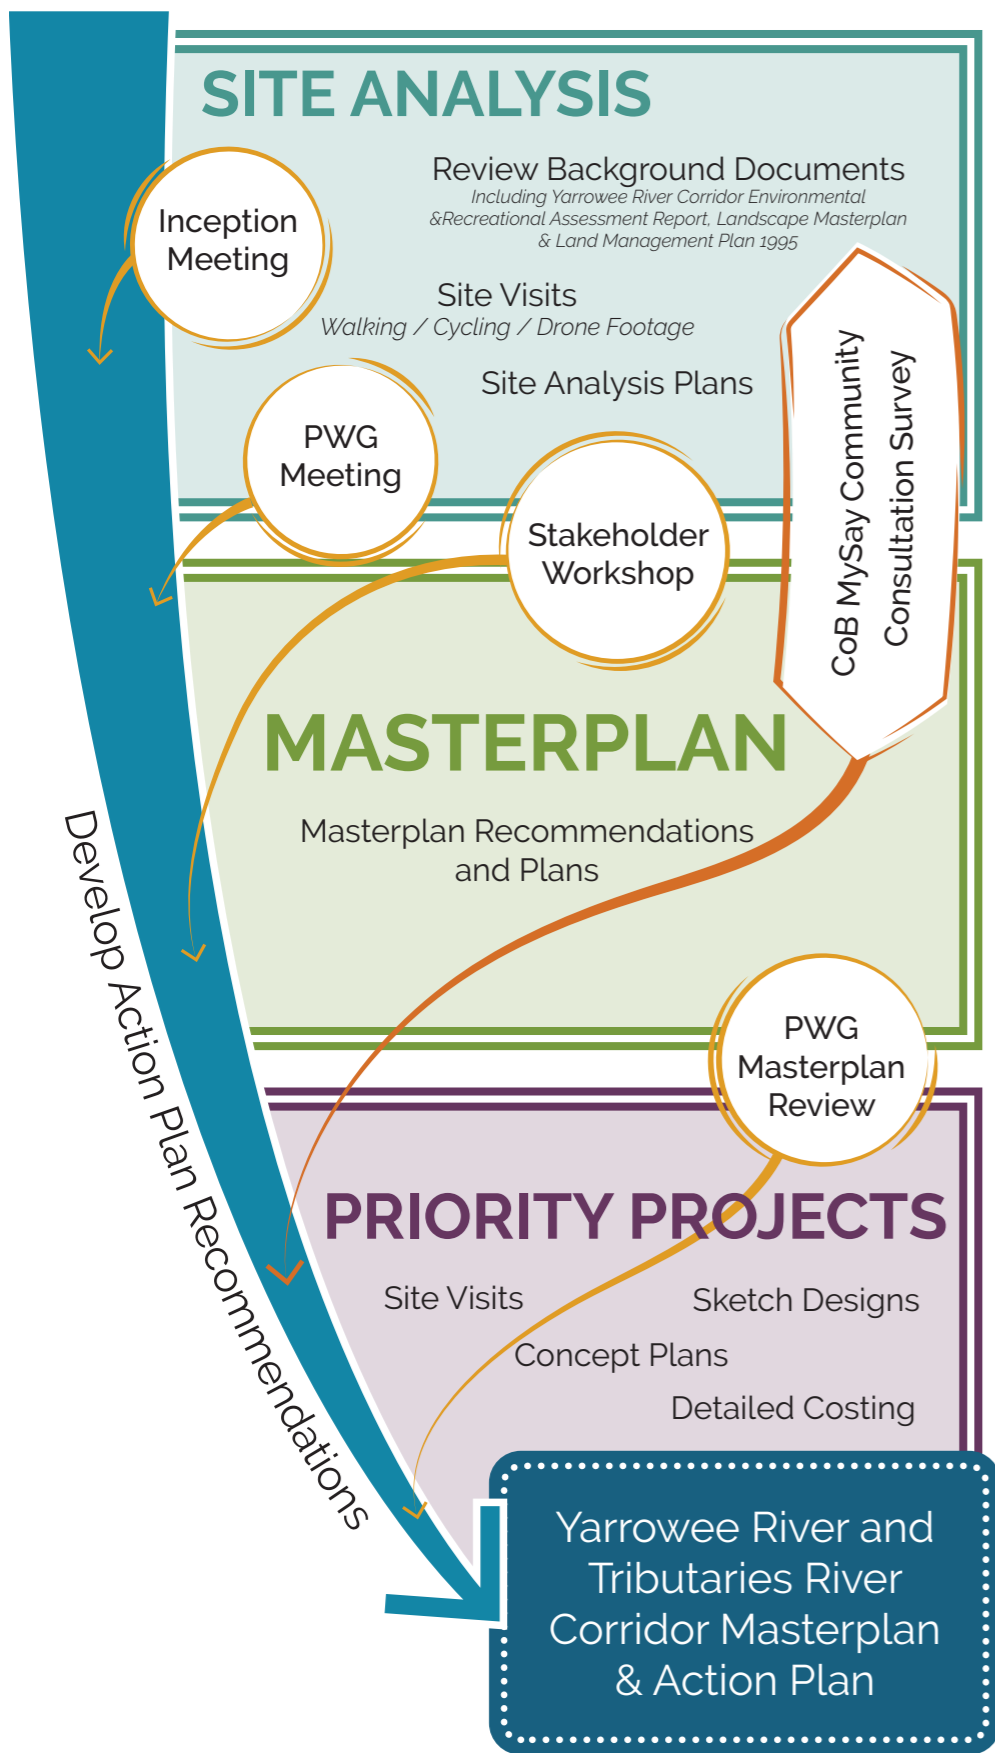 SITE ANALYSIS
Review Background Documents
Including Yarrowee River Corridor Environmental
&Recreational Assessment Report, Landscape Masterplan
& Land Management Plan 1995
Inception
Meeting
Site Visits
Walking / Cycling / Drone Footage
Site Analysis Plans
PWG
Meeting
Stakeholder
Workshop
CoB MySay Community
Consultation Survey
MASTERPLAN
Masterplan Recommendations
and Plans
PWG
Masterplan
Review
Develop Action Plan Recommendations
PRIORITY PROJECTS
Site Visits
Sketch Designs
Concept Plans
Detailed Costing
Yarrowee River and
Tributaries River
Corridor Masterplan
& Action Plan